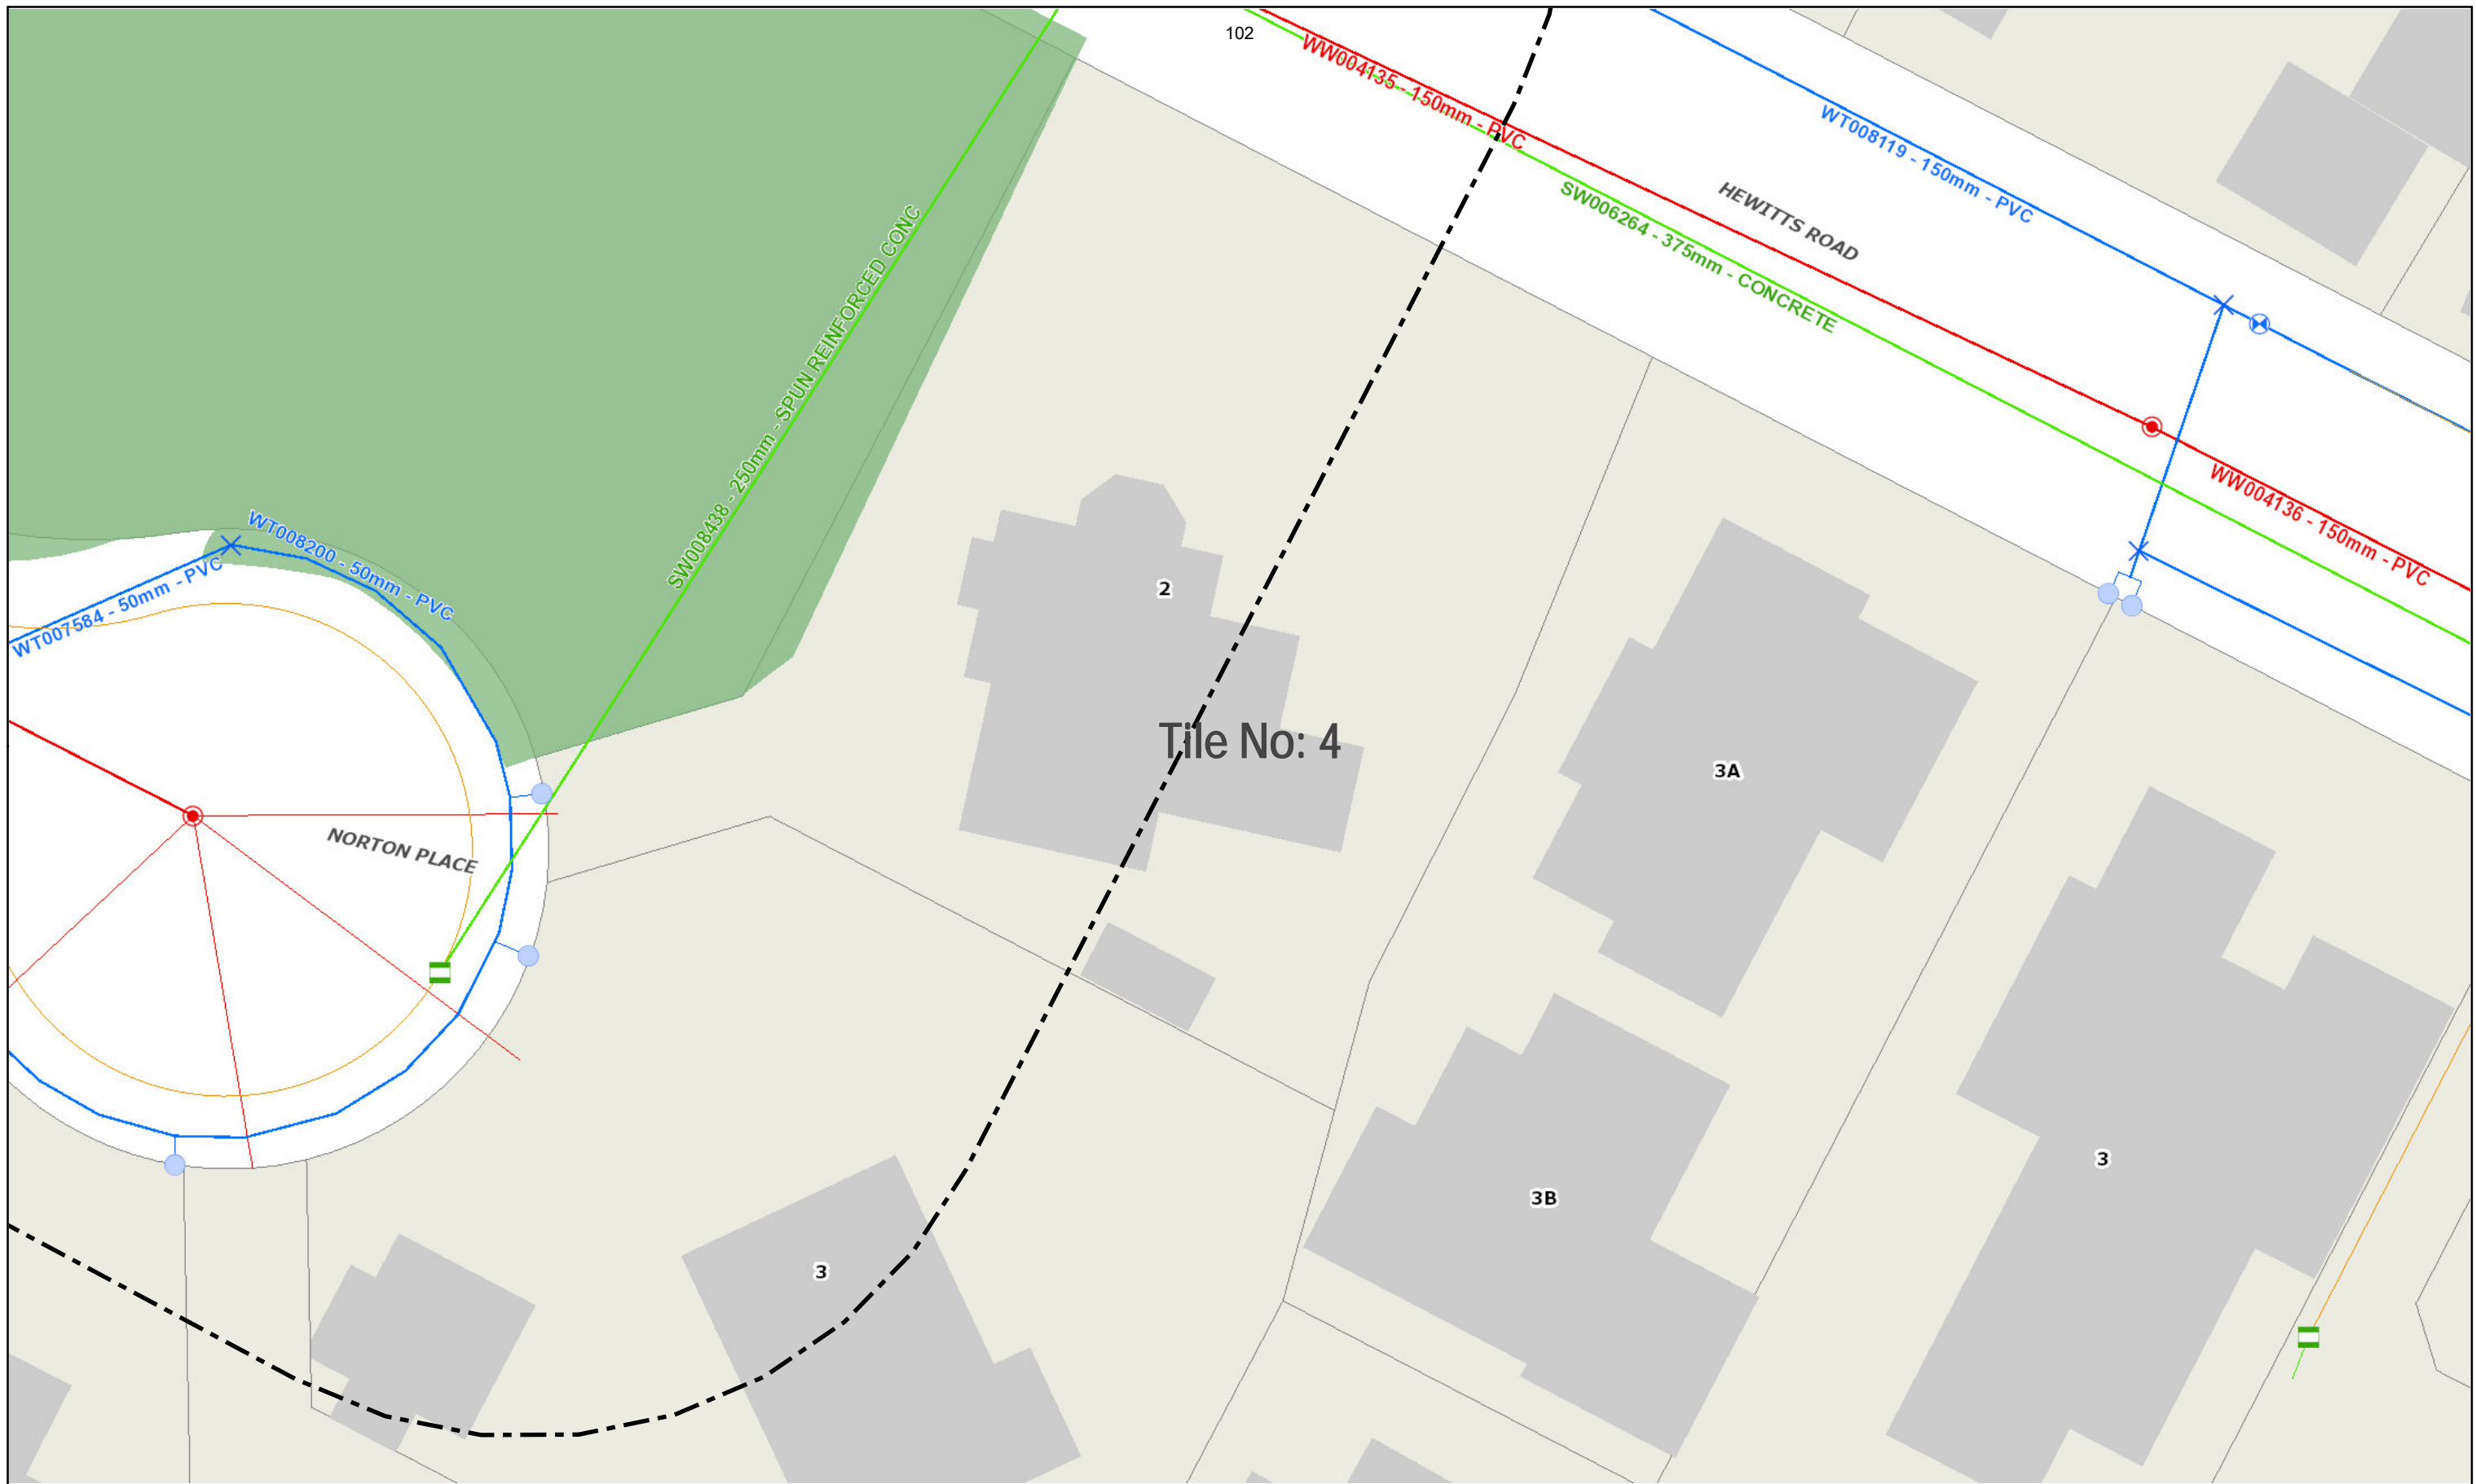 102
WW004135 - 150mm - PVC
WT008119 - 150mm - PVC
HEWITTS ROAD
SW006264 - 375mm - CONCRETE
SW008438 - 250mm - SPUN REINFORCED CONC
WW004136 - 150mm - PVC
WT008200 - 50mm - PVC
WT007584 - 50mm - PVC
2
Tile No: 4
3A
NORTON PLACE
3
3B
3